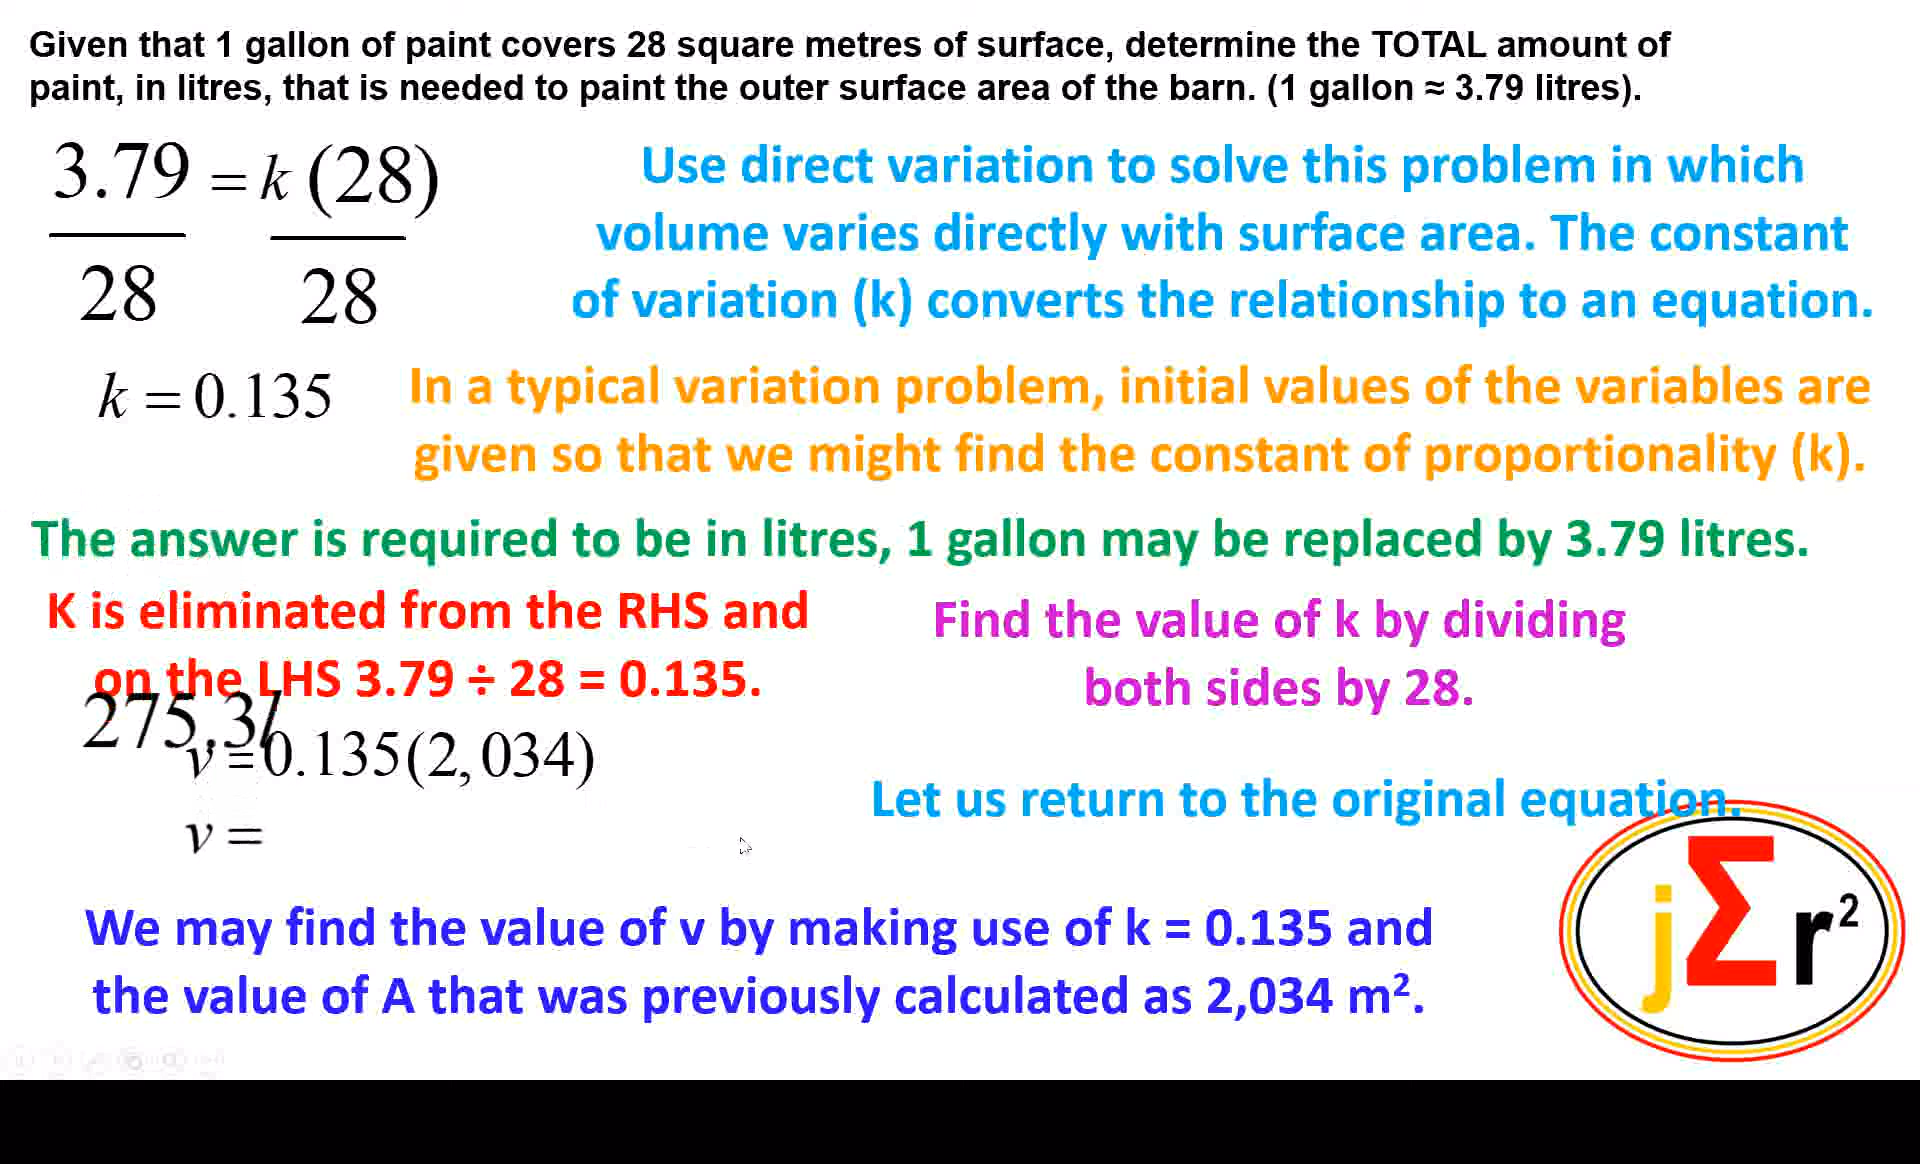 Given that 1 gallon of paint covers 28 square metres of surface, determine the TOTAL amount of
paint, in litres, that is needed to paint the outer surface area of the barn. (1 gallon ≈ 3.79 litres).
3.79 = k (28)
28 28
k = 0.135
Use direct variation to solve this problem in which
volume varies directly with surface area. The constant
of variation (k) converts the relationship to an equation.
In a typical variation problem, initial values of the variables are
given so that we might find the constant of proportionality (k).
The answer is required to be in litres, 1 gallon may be replaced by 3.79 litres.
K is eliminated from the RHS and
on the LHS 3.79 ÷ 28 = 0.135.
Find the value of k by dividing
both sides by 28.
275.3l
v = 0.135(2,034)
v =
Let us return to the original equation.
We may find the value of v by making use of k = 0.135 and
the value of A that was previously calculated as 2,034 m².
jΣr²